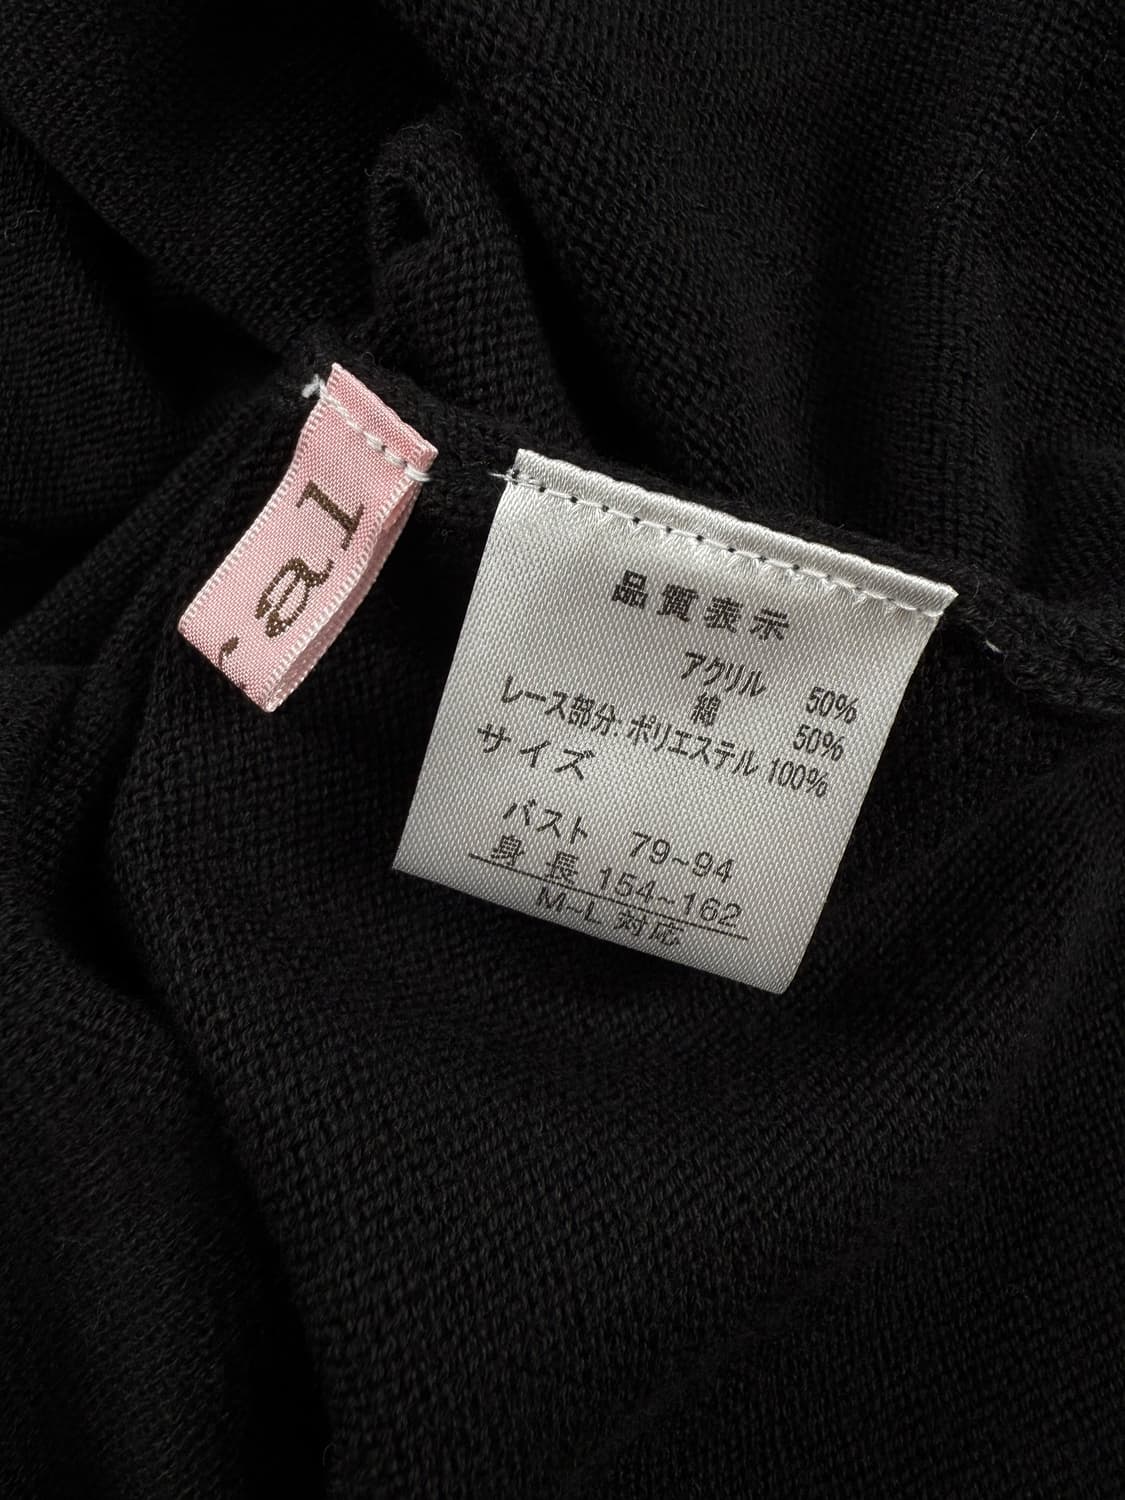 al
品質表示
アクリル 50%
綿 50%
レース部分:ポリエステル 100%
サイズ
バスト 79~94
身長 154~162
M~L対応